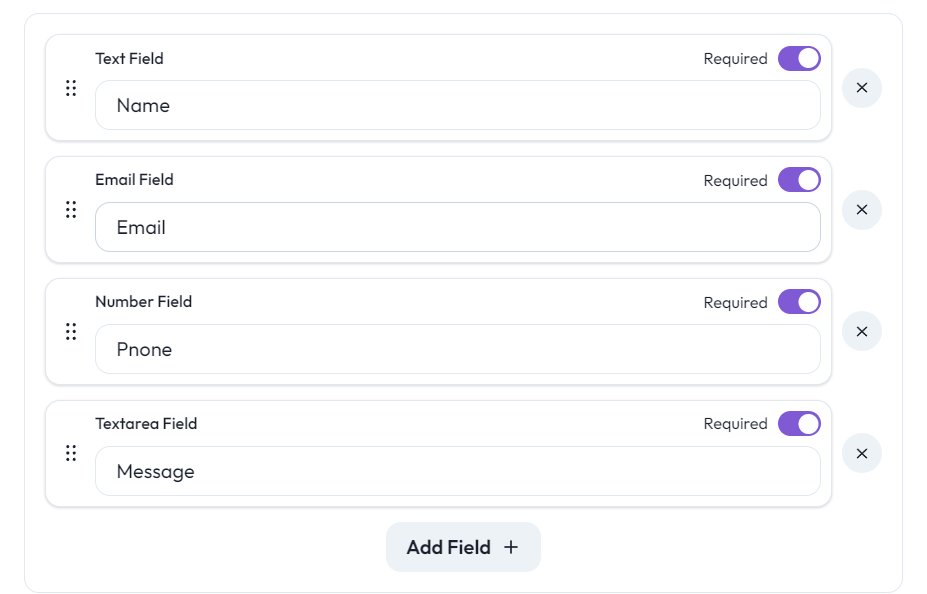 Text Field
Required
Name
Email Field
Required
Email
Number Field
Required
Pnone
Textarea Field
Required
Message
Add Field +